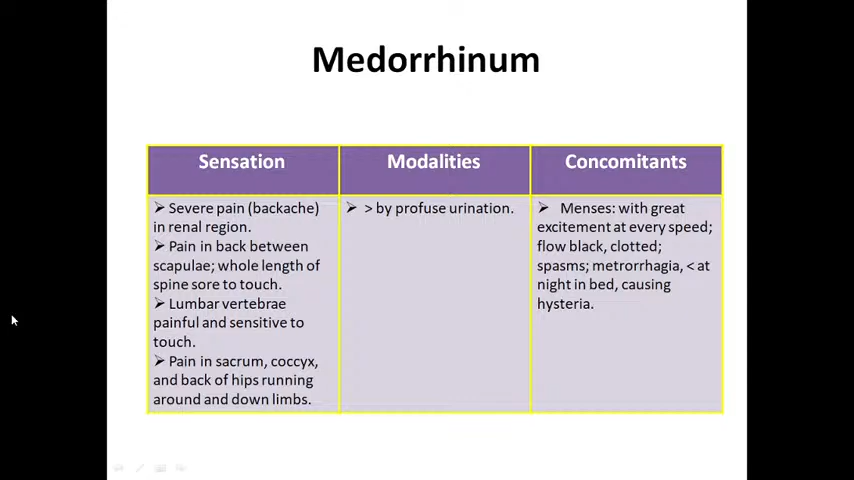 Medorrhinum
Sensation
Modalities
Concomitants
➢ Severe pain (backache)
in renal region.
➢ Pain in back between
scapulae; whole length of
spine sore to touch.
➢ Lumbar vertebrae
painful and sensitive to
touch.
➢ Pain in sacrum, coccyx,
and back of hips running
around and down limbs.
➢ > by profuse urination.
➢ Menses: with great
excitement at every speed;
flow black, clotted;
spasms; metrorrhagia, < at
night in bed, causing
hysteria.